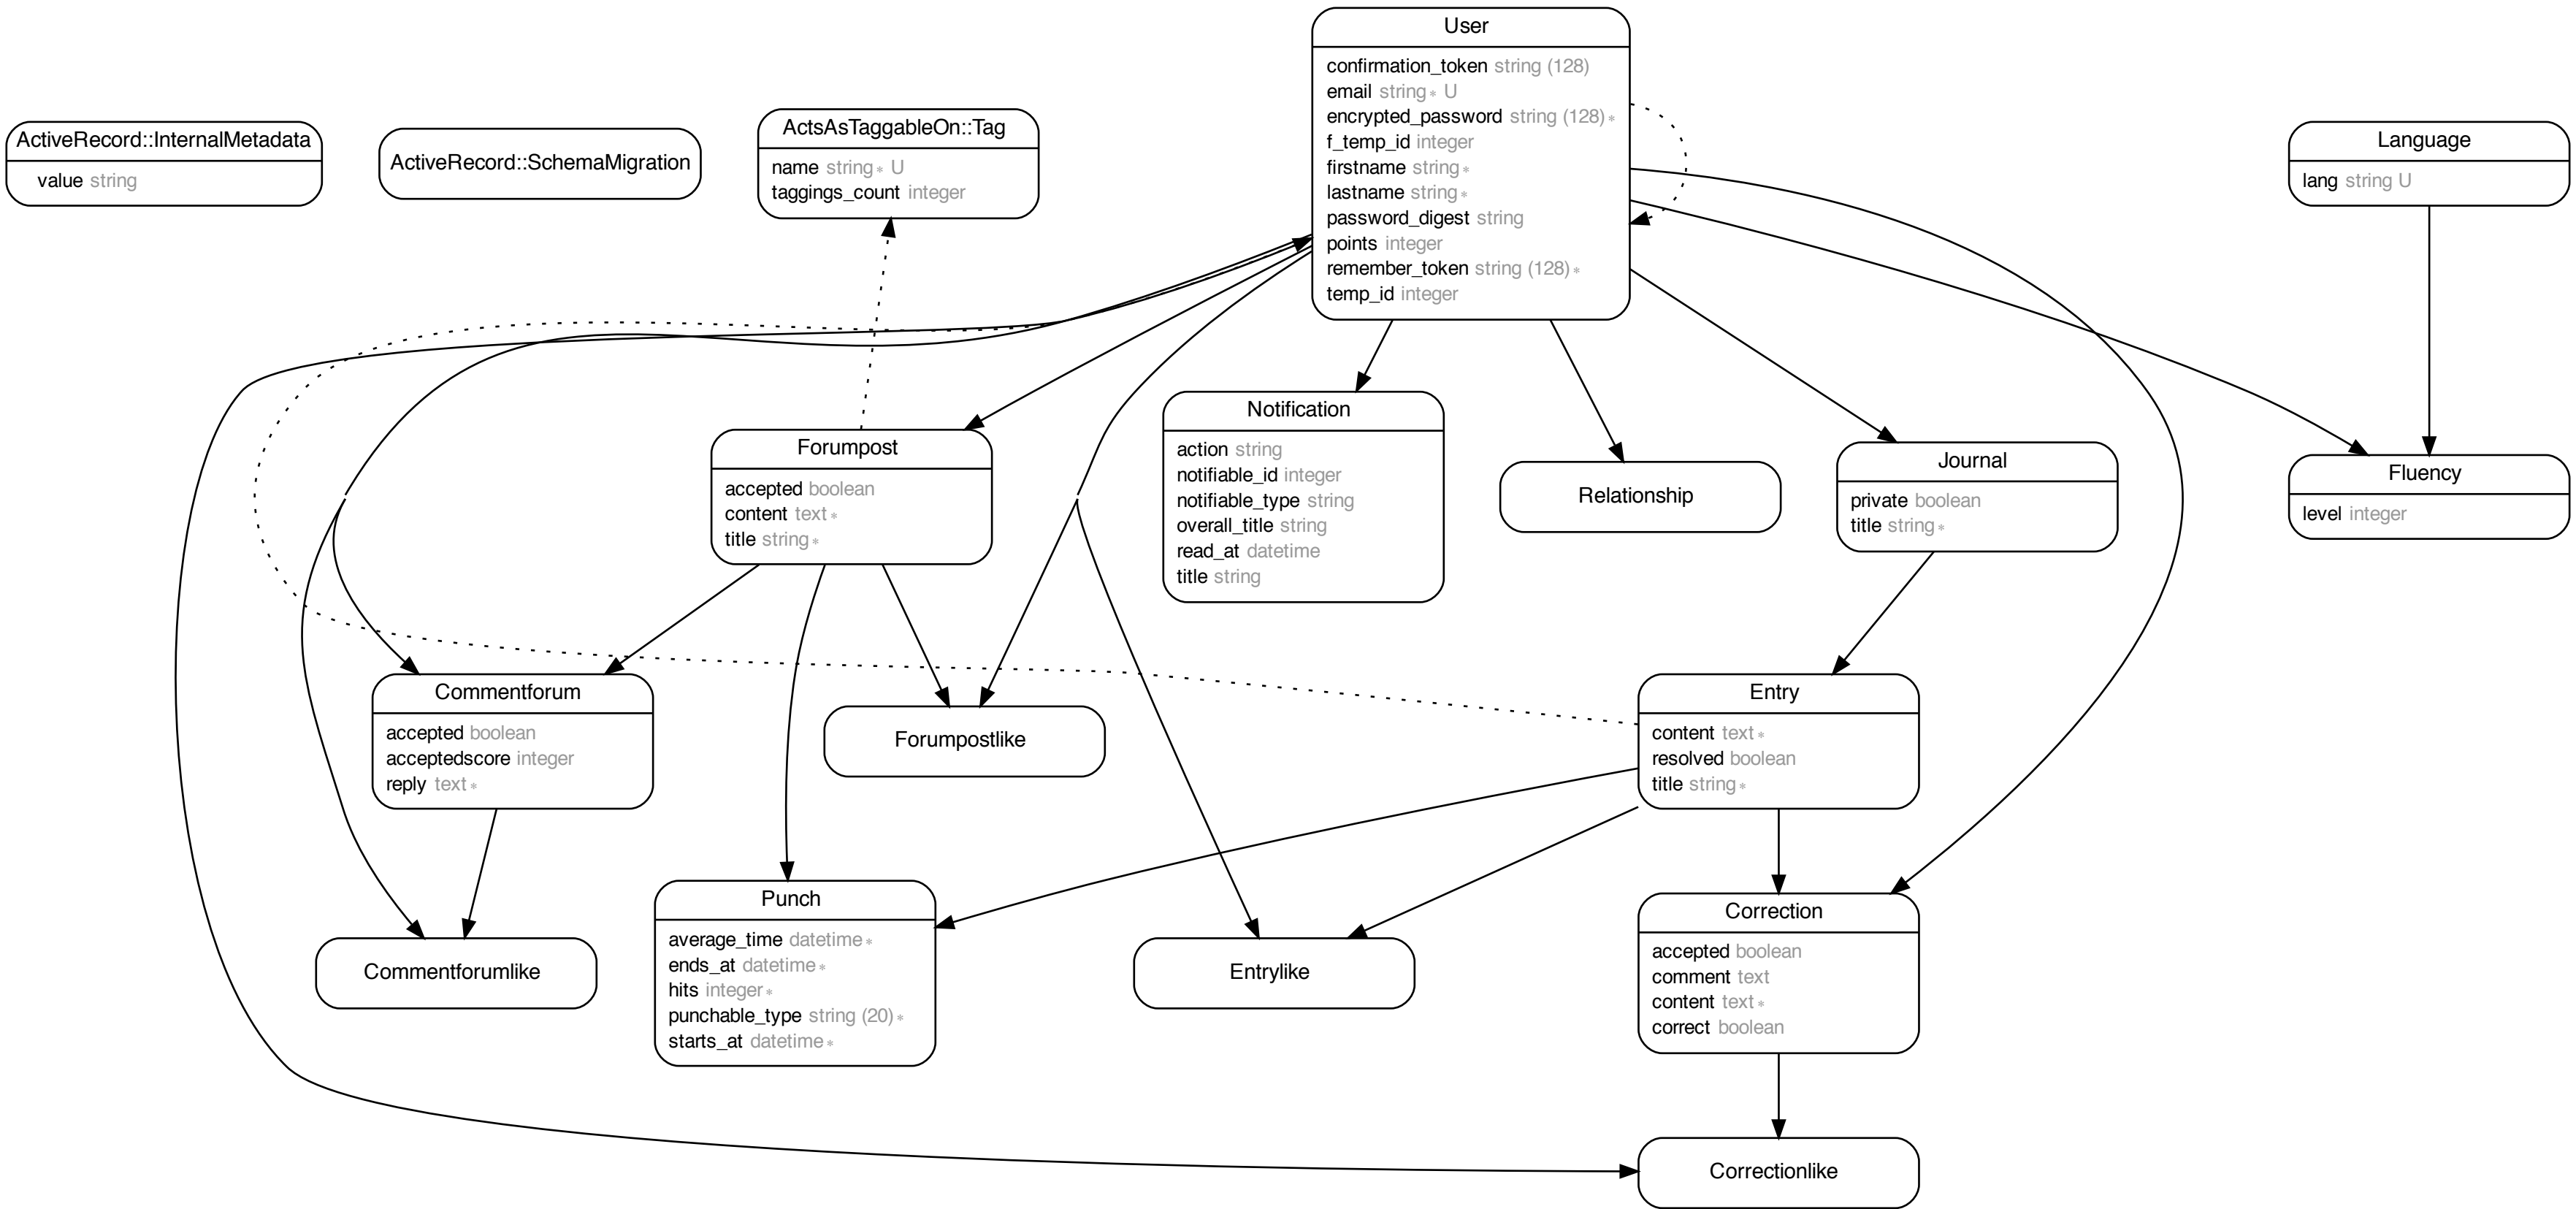 User
confirmation_token string (128)
email string∗ U
encrypted_password string (128)∗
f_temp_id integer
firstname string∗
lastname string∗
password_digest string
points integer
remember_token string (128)∗
temp_id integer
ActiveRecord::InternalMetadata
value string
ActiveRecord::SchemaMigration
ActsAsTaggableOn::Tag
name string∗ U
taggings_count integer
Language
lang string U
Forumpost
accepted boolean
content text∗
title string∗
Notification
action string
notifiable_id integer
notifiable_type string
overall_title string
read_at datetime
title string
Relationship
Journal
private boolean
title string∗
Fluency
level integer
Commentforum
accepted boolean
acceptedscore integer
reply text∗
Forumpostlike
Entry
content text∗
resolved boolean
title string∗
Commentforumlike
Punch
average_time datetime∗
ends_at datetime∗
hits integer∗
punchable_type string (20)∗
starts_at datetime∗
Entrylike
Correction
accepted boolean
comment text
content text∗
correct boolean
Correctionlike